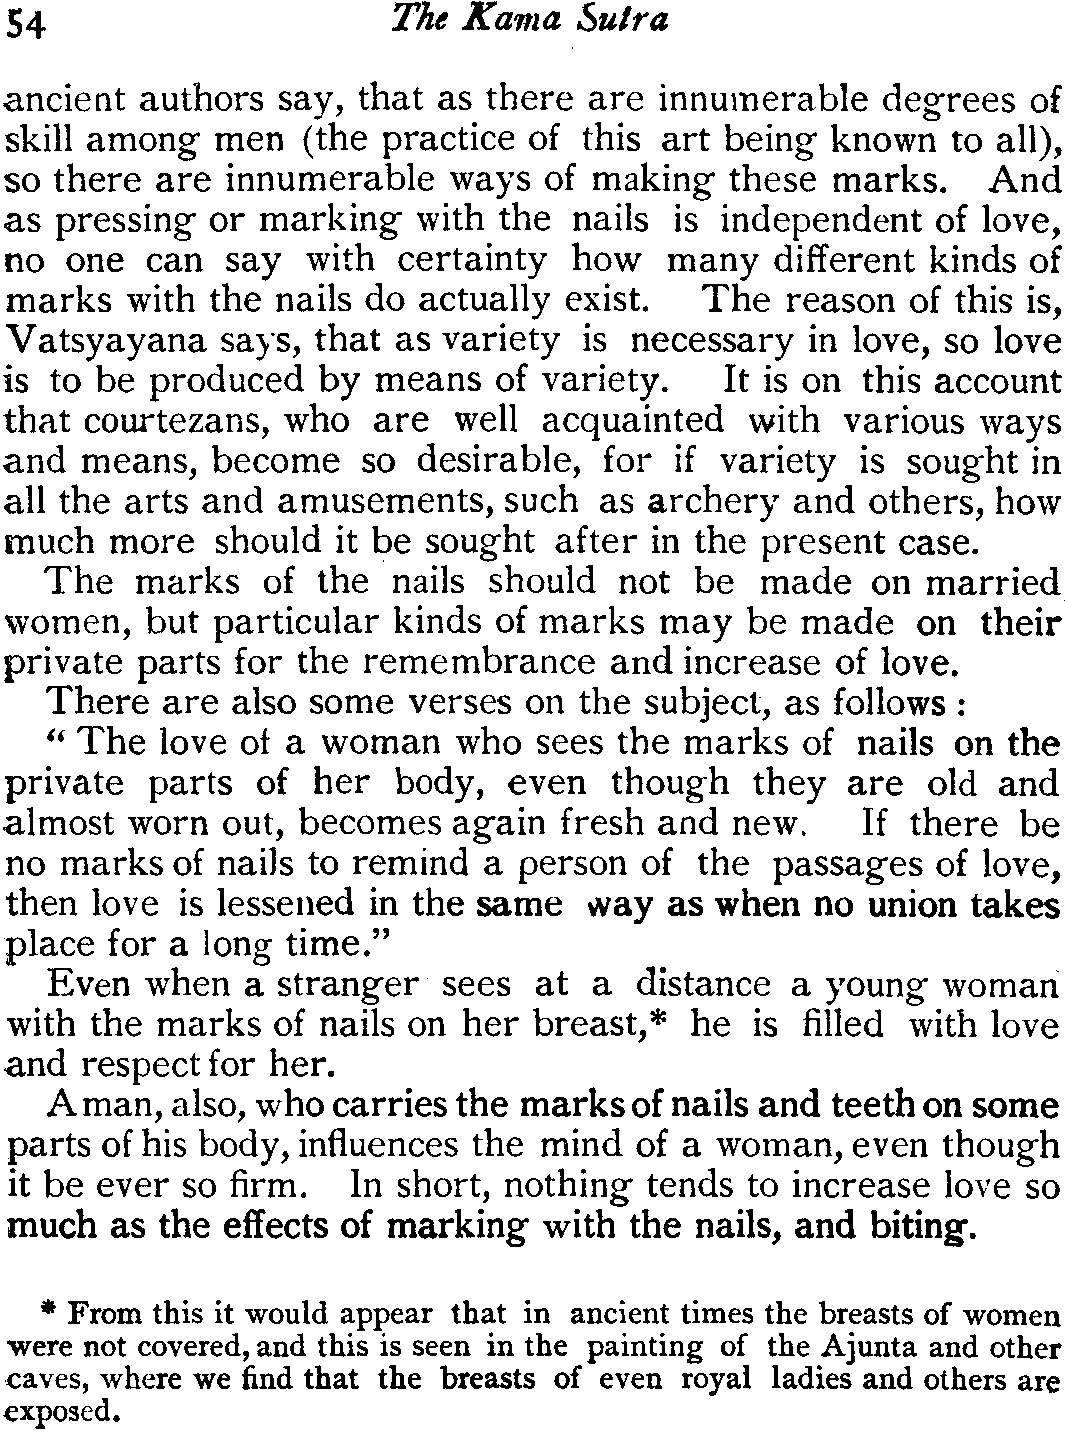 54 The Kama Sutra
ancient authors say, that as there are innumerable degrees of
skill among men (the practice of this art being known to all),
so there are innumerable ways of making these marks. And
as pressing or marking with the nails is independent of love,
no one can say with certainty how many different kinds of
marks with the nails do actually exist. The reason of this is,
Vatsyayana says, that as variety is necessary in love, so love
is to be produced by means of variety. It is on this account
that courtezans, who are well acquainted with various ways
and means, become so desirable, for if variety is sought in
all the arts and amusements, such as archery and others, how
much more should it be sought after in the present case.
The marks of the nails should not be made on married
women, but particular kinds of marks may be made on their
private parts for the remembrance and increase of love.
There are also some verses on the subject, as follows :
“ The love of a woman who sees the marks of nails on the
private parts of her body, even though they are old and
almost worn out, becomes again fresh and new. If there be
no marks of nails to remind a person of the passages of love,
then love is lessened in the same way as when no union takes
place for a long time.”
Even when a stranger sees at a distance a young woman
with the marks of nails on her breast,* he is filled with love
and respect for her.
A man, also, who carries the marks of nails and teeth on some
parts of his body, influences the mind of a woman, even though
it be ever so firm. In short, nothing tends to increase love so
much as the effects of marking with the nails, and biting.
* From this it would appear that in ancient times the breasts of women
were not covered, and this is seen in the painting of the Ajunta and other
caves, where we find that the breasts of even royal ladies and others are
exposed.